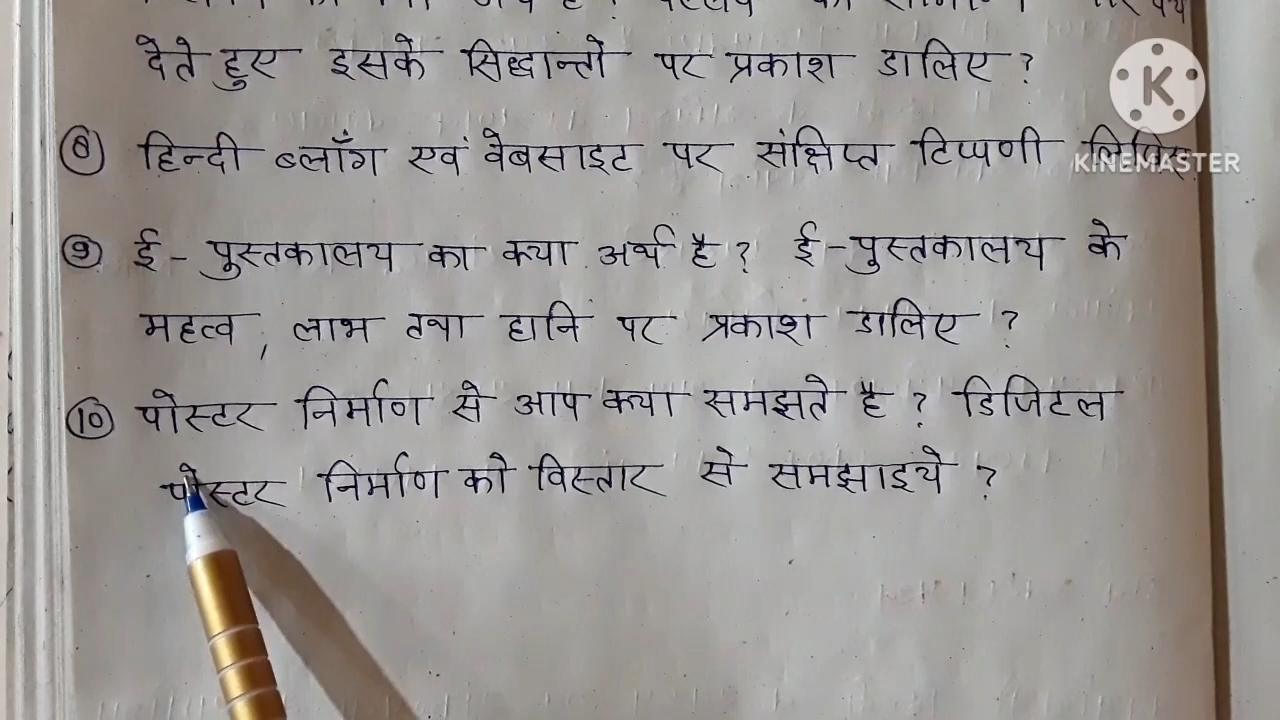 देते हुए इसके सिद्धान्तो पर प्रकाश डालिए ?
K
⑧ हिन्दी ब्लॉग एवं वेबसाइट पर संक्षिप्त टिप्पणी
KINEMASTER
⑨ ई - पुस्तकालय का क्या अर्थ है ? ई - पुस्तकालय के
महत्व , लाभ तथा हानि पर प्रकाश डालिए ?
⑩ पोस्टर निर्माण से आप क्या समझते है ? डिजिटल
पोस्टर निर्माण को विस्तार से समझाइये ?